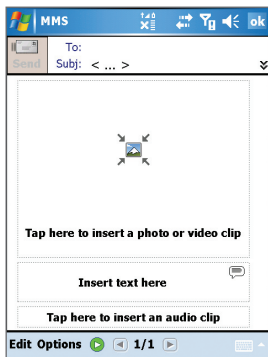 MMS ok
To:
Send Subj: < ... >
Tap here to insert a photo or video clip
Insert text here
Tap here to insert an audio clip
Edit Options 1/1